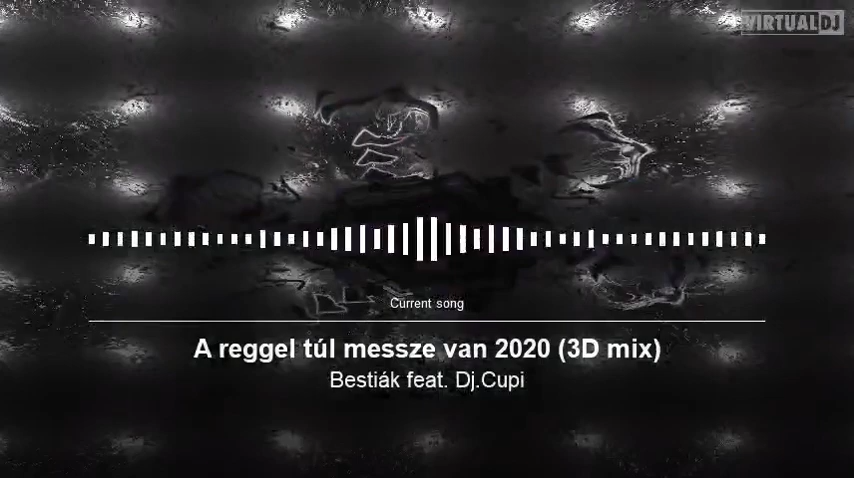 VIRTUALDJ
Current song
A reggel túl messze van 2020 (3D mix)
Bestiák feat. Dj.Cupi